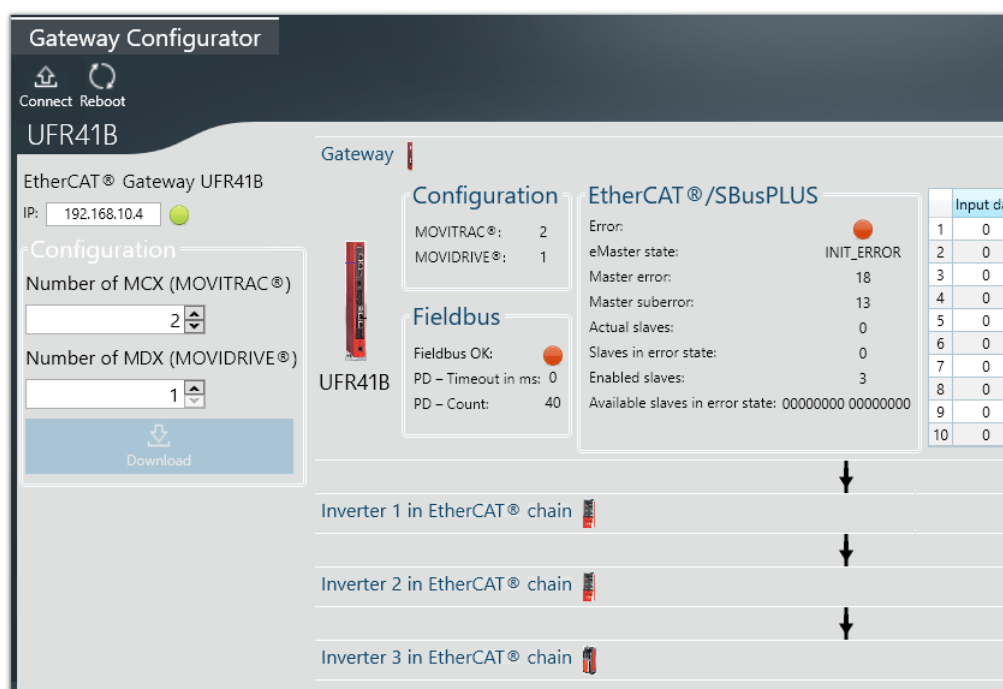 Gateway Configurator
Connect Reboot
UFR41B
EtherCAT® Gateway UFR41B
IP: 192.168.10.4
Configuration
Number of MCX (MOVITRAC®)
2
Number of MDX (MOVIDRIVE®)
1
Download
Gateway
UFR41B
Configuration
MOVITRAC®: 2
MOVIDRIVE®: 1
Fieldbus
Fieldbus OK:
PD – Timeout in ms: 0
PD – Count: 40
EtherCAT®/SBusPLUS
Error:
eMaster state: INIT_ERROR
Master error: 18
Master suberror: 13
Actual slaves: 0
Slaves in error state: 0
Enabled slaves: 3
Available slaves in error state: 00000000 00000000
Input d
1 0
2 0
3 0
4 0
5 0
6 0
7 0
8 0
9 0
10 0
Inverter 1 in EtherCAT® chain
Inverter 2 in EtherCAT® chain
Inverter 3 in EtherCAT® chain